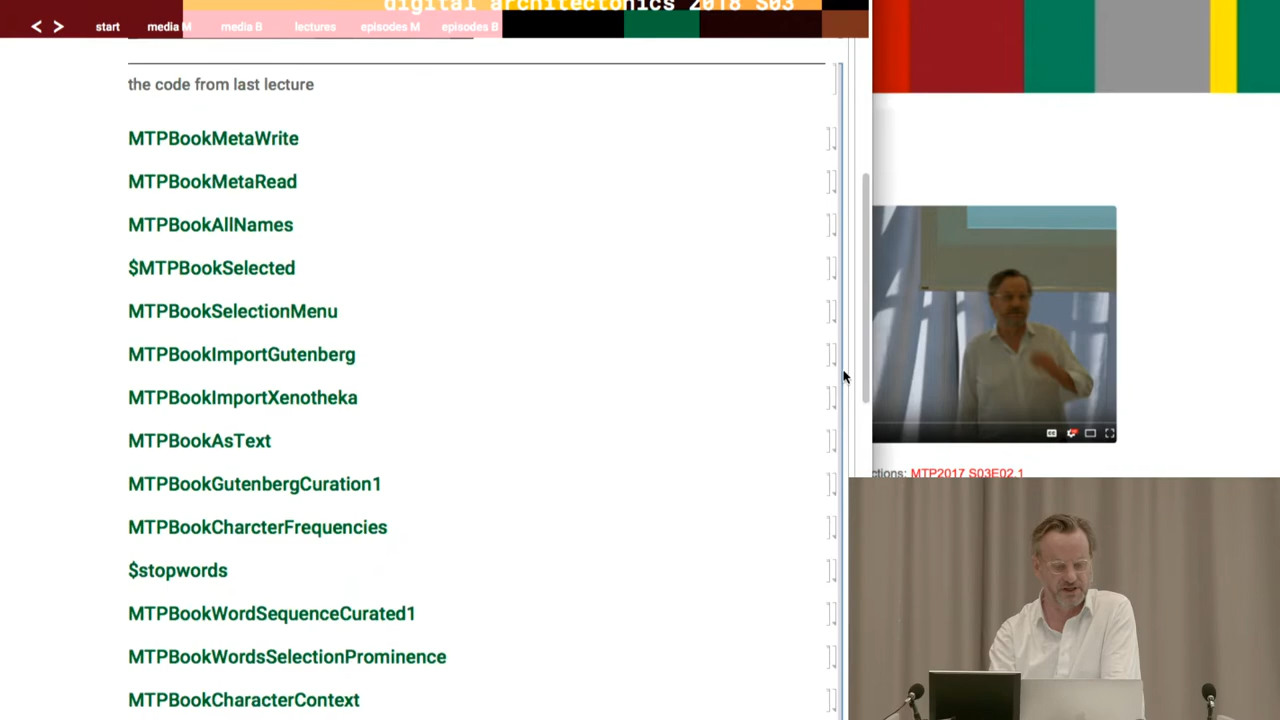 digital architectonics 2018 S03
< > start media M media B lectures episodes M episodes B
the code from last lecture
MTPBookMetaWrite
MTPBookMetaRead
MTPBookAllNames
$MTPBookSelected
MTPBookSelectionMenu
MTPBookImportGutenberg
MTPBookImportXenotheka
MTPBookAsText
MTPBookGutenbergCuration1
MTPBookCharcterFrequencies
$stopwords
MTPBookWordSequenceCurated1
MTPBookWordsSelectionProminence
MTPBookCharacterContext
ctions: MTP2017 S03E02.1